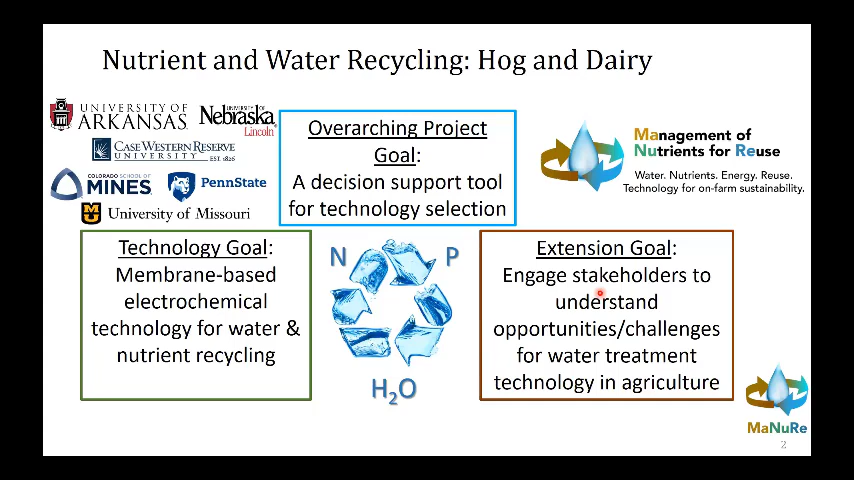 Nutrient and Water Recycling: Hog and Dairy
UNIVERSITY OF
ARKANSAS
UNIVERSITY OF
Nebraska
Lincoln
CASE WESTERN RESERVE
UNIVERSITY EST. 1826
COLORADO SCHOOL OF
MINES
PennState
MU
University of Missouri
Overarching Project
Goal:
A decision support tool
for technology selection
Management of
Nutrients for Reuse
Water. Nutrients. Energy. Reuse.
Technology for on-farm sustainability.
Technology Goal:
Membrane-based
electrochemical
technology for water &
nutrient recycling
N
P
H₂O
Extension Goal:
Engage stakeholders to
understand
opportunities/challenges
for water treatment
technology in agriculture
MaNuRe
2